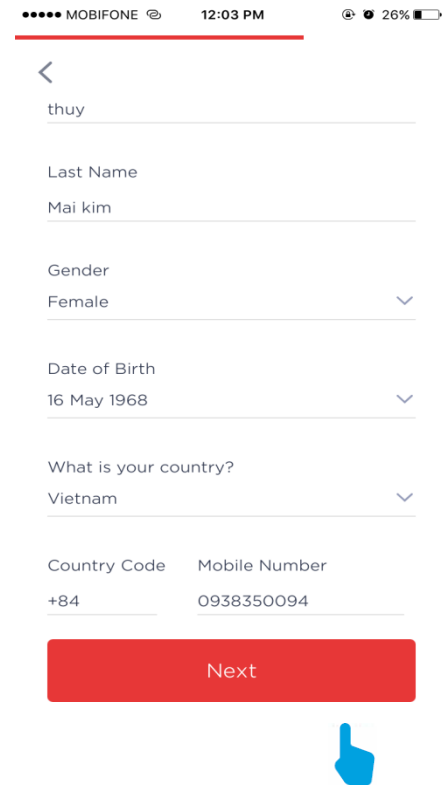 MOBIFONE 12:03 PM 26%
thuy
Last Name
Mai kim
Gender
Female
Date of Birth
16 May 1968
What is your country?
Vietnam
Country Code Mobile Number
+84 0938350094
Next